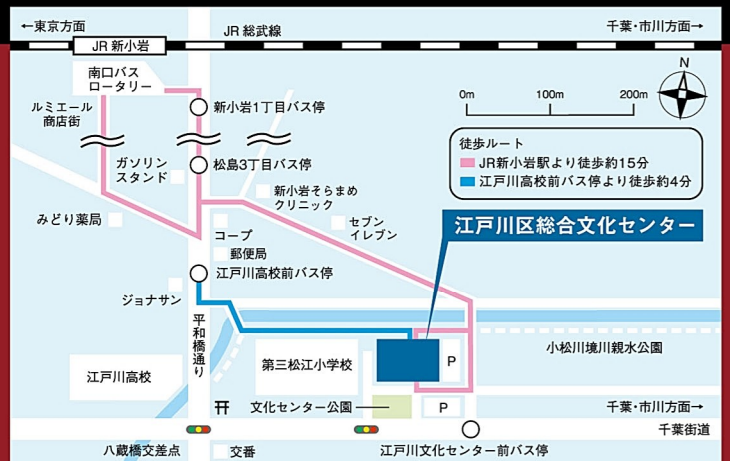 ←東京方面
JR 総武線
千葉・市川方面→
JR 新小岩
南口バス
ロータリー
N
ルミエール
商店街
新小岩1丁目バス停
0m
100m
200m
徒歩ルート
JR新小岩駅より徒歩約15分
江戸川高校前バス停より徒歩約4分
ガソリン
スタンド
松島3丁目バス停
新小岩そらまめ
クリニック
みどり薬局
コープ
セブン
イレブン
江戸川区総合文化センター
郵便局
江戸川高校前バス停
ジョナサン
平和橋通り
小松川境川親水公園
第三松江小学校
P
江戸川高校
文化センター公園
P
千葉・市川方面→
千葉街道
八蔵橋交差点
交番
江戸川文化センター前バス停